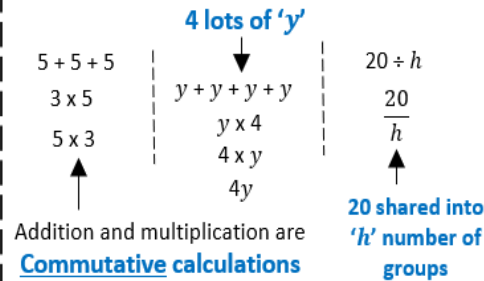 4 lots of ‘y’
5 + 5 + 5
3 x 5
5 x 3
Addition and multiplication are
Commutative calculations
y + y + y + y
y x 4
4 x y
4y
20 ÷ h
20
h
20 shared into
‘h’ number of
groups